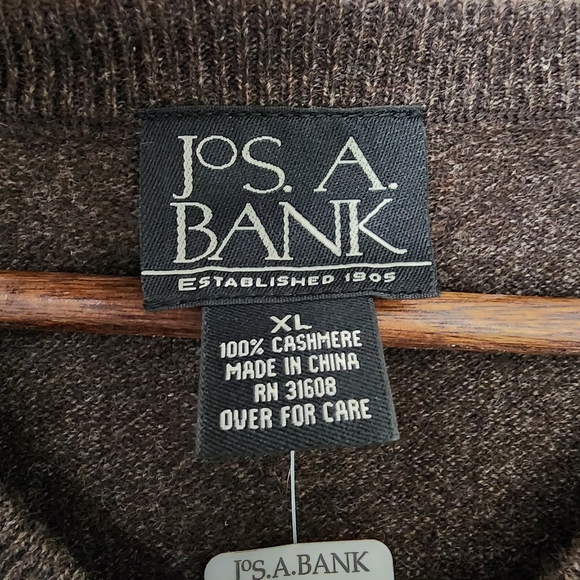 JOS. A.
BANK
ESTABLISHED 1905
XL
100% CASHMERE
MADE IN CHINA
RN 31608
OVER FOR CARE
JOS.A.BANK